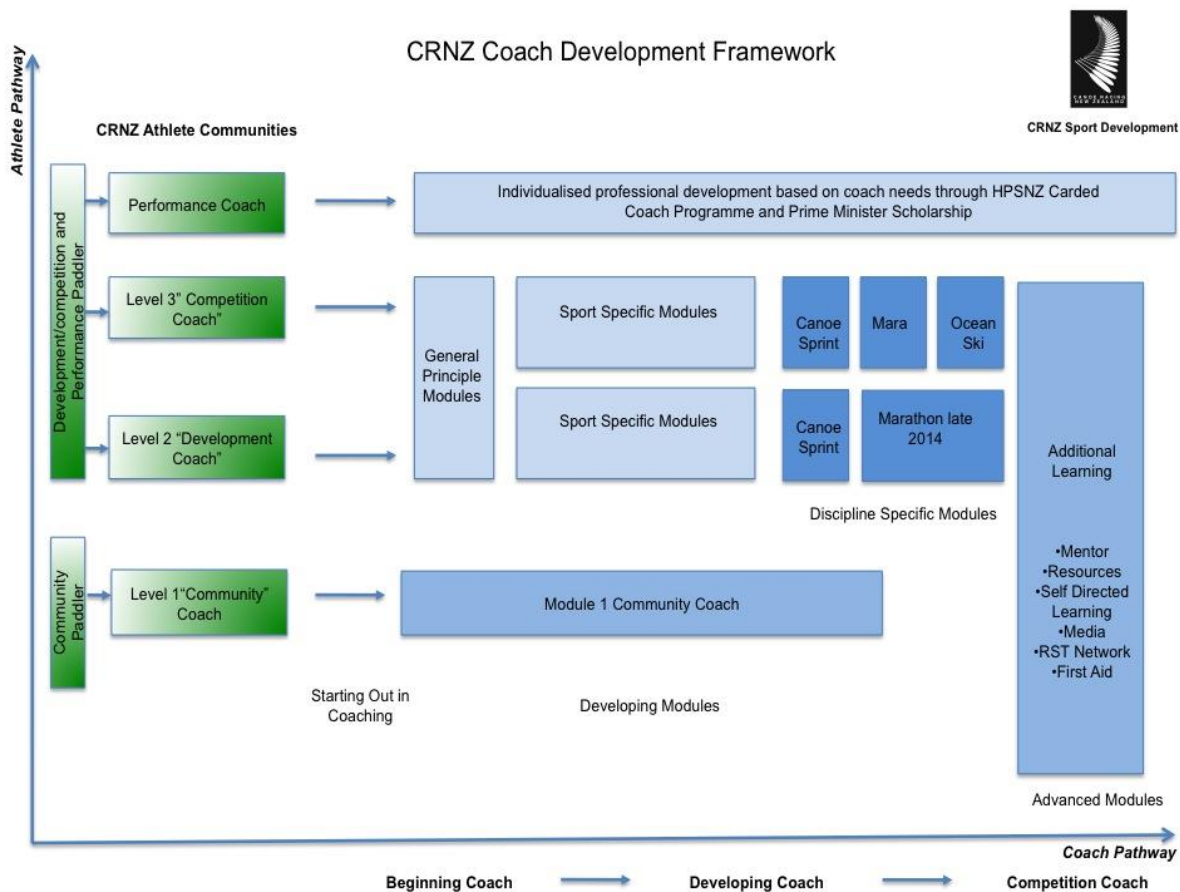 CRNZ Coach Development Framework
CANOE RACING
NEW ZEALAND
CRNZ Sport Development
Athlete Pathway
CRNZ Athlete Communities
Development/competition and
Performance Paddler
Performance Coach
Individualised professional development based on coach needs through HPSNZ Carded
Coach Programme and Prime Minister Scholarship
Level 3” Competition
Coach”
General
Principle
Modules
Sport Specific Modules
Canoe
Sprint
Mara
Ocean
Ski
Level 2 “Development
Coach”
Sport Specific Modules
Canoe
Sprint
Marathon late
2014
Discipline Specific Modules
Additional
Learning
•Mentor
•Resources
•Self Directed
Learning
•Media
•RST Network
•First Aid
Community
Paddler
Level 1“Community”
Coach
Module 1 Community Coach
Starting Out in
Coaching
Developing Modules
Advanced Modules
Coach Pathway
Beginning Coach
Developing Coach
Competition Coach